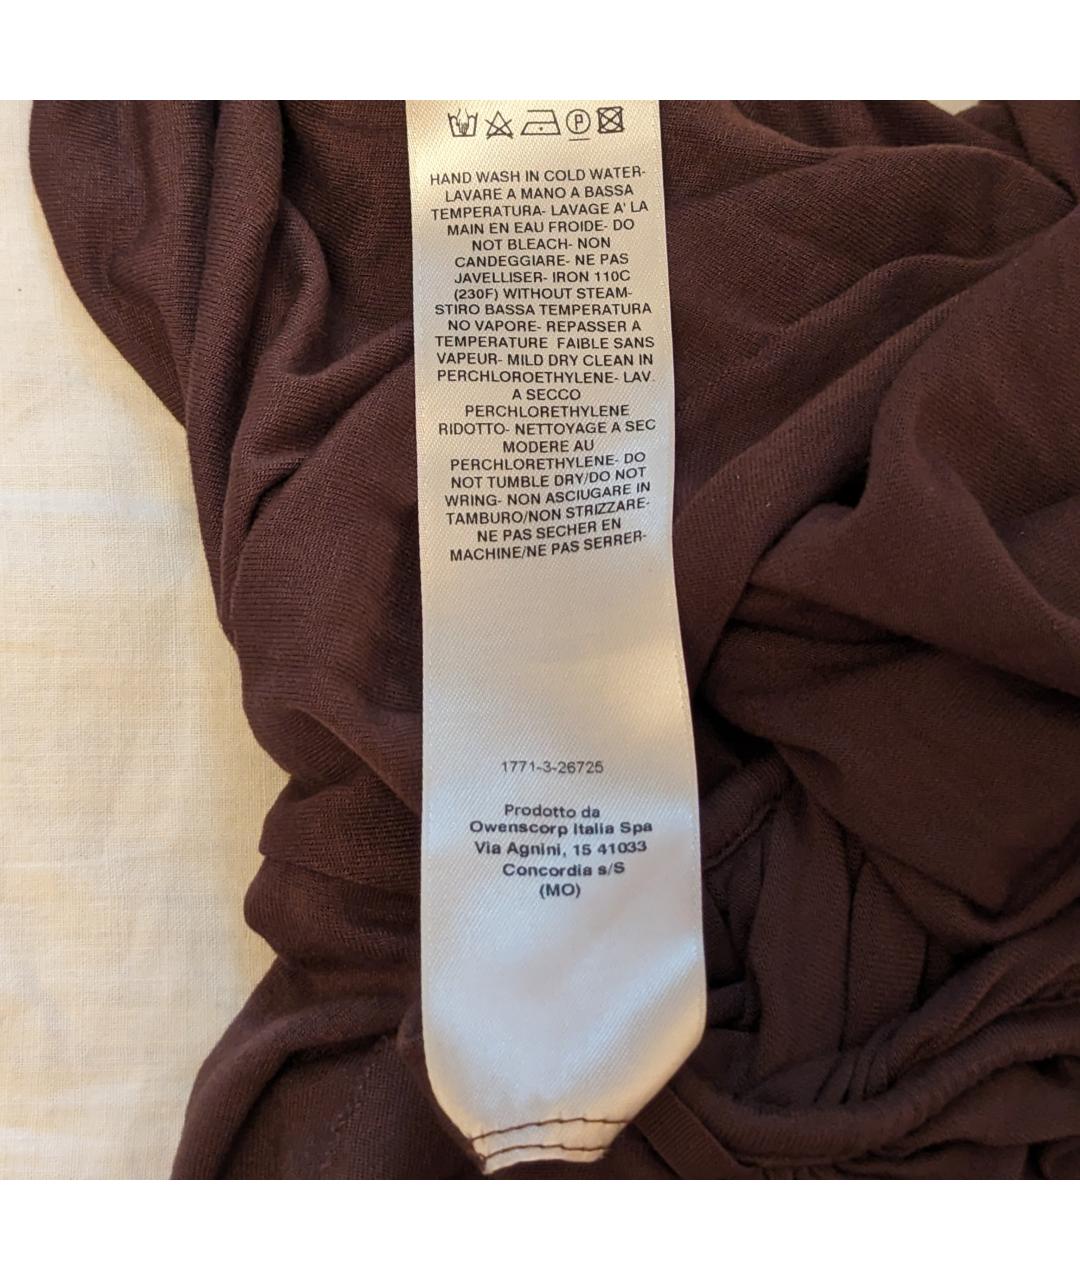 HAND WASH IN COLD WATER-
LAVARE A MANO A BASSA
TEMPERATURA- LAVAGE A' LA
MAIN EN EAU FROIDE- DO
NOT BLEACH- NON
CANDEGGIARE- NE PAS
JAVELLISER- IRON 110C
(230F) WITHOUT STEAM-
STIRO BASSA TEMPERATURA
NO VAPORE- REPASSER A
TEMPERATURE FAIBLE SANS
VAPEUR- MILD DRY CLEAN IN
PERCHLOROETHYLENE- LAV.
A SECCO
PERCHLORETHYLENE
RIDOTTO- NETTOYAGE A SEC
MODERE AU
PERCHLORETHYLENE- DO
NOT TUMBLE DRY/DO NOT
WRING- NON ASCIUGARE IN
TAMBURO/NON STRIZZARE-
NE PAS SECHER EN
MACHINE/NE PAS SERRER-
1771-3-26725
Prodotto da
Owenscorp Italia Spa
Via Agnini, 15 41033
Concordia s/S
(MO)